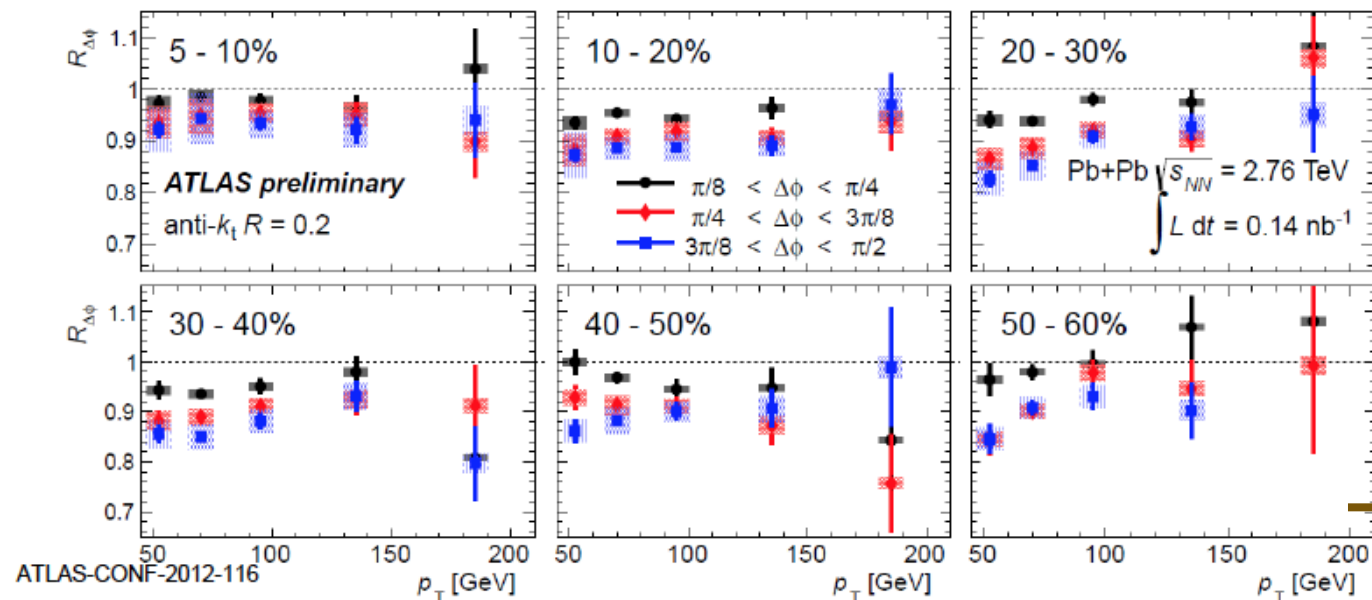 R_Δφ
1.1
1
0.9
0.8
0.7
5 - 10%
ATLAS preliminary
anti-k_t R = 0.2
10 - 20%
π/8 < Δφ < π/4
π/4 < Δφ < 3π/8
3π/8 < Δφ < π/2
20 - 30%
Pb+Pb √s_NN = 2.76 TeV
∫ L dt = 0.14 nb⁻¹
R_Δφ
1.1
1
0.9
0.8
0.7
30 - 40%
40 - 50%
50 - 60%
50 100 150 200
50 100 150 200
50 100 150 200
p_T [GeV]
p_T [GeV]
p_T [GeV]
ATLAS-CONF-2012-116